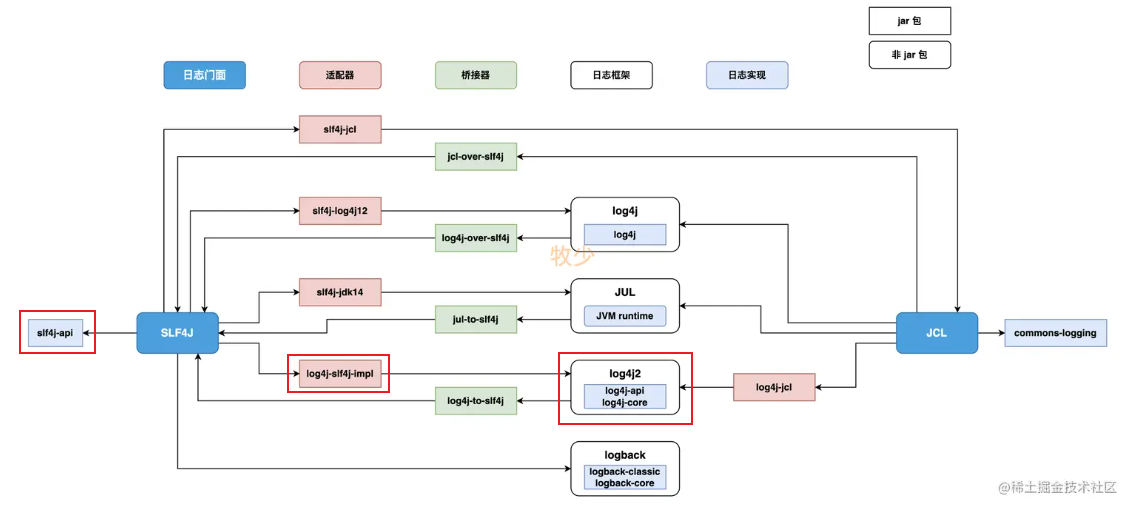 jar 包
非 jar 包
日志门面
适配器
桥接器
日志框架
日志实现
slf4j-jcl
jcl-over-slf4j
slf4j-log4j12
log4j
log4j
log4j-over-slf4j
牧少
slf4j-jdk14
JUL
JVM runtime
jul-to-slf4j
slf4j-api
SLF4J
JCL
commons-logging
log4j-slf4j-impl
log4j2
log4j-api
log4j-core
log4j-jcl
log4j-to-slf4j
logback
logback-classic
logback-core
@稀土掘金技术社区